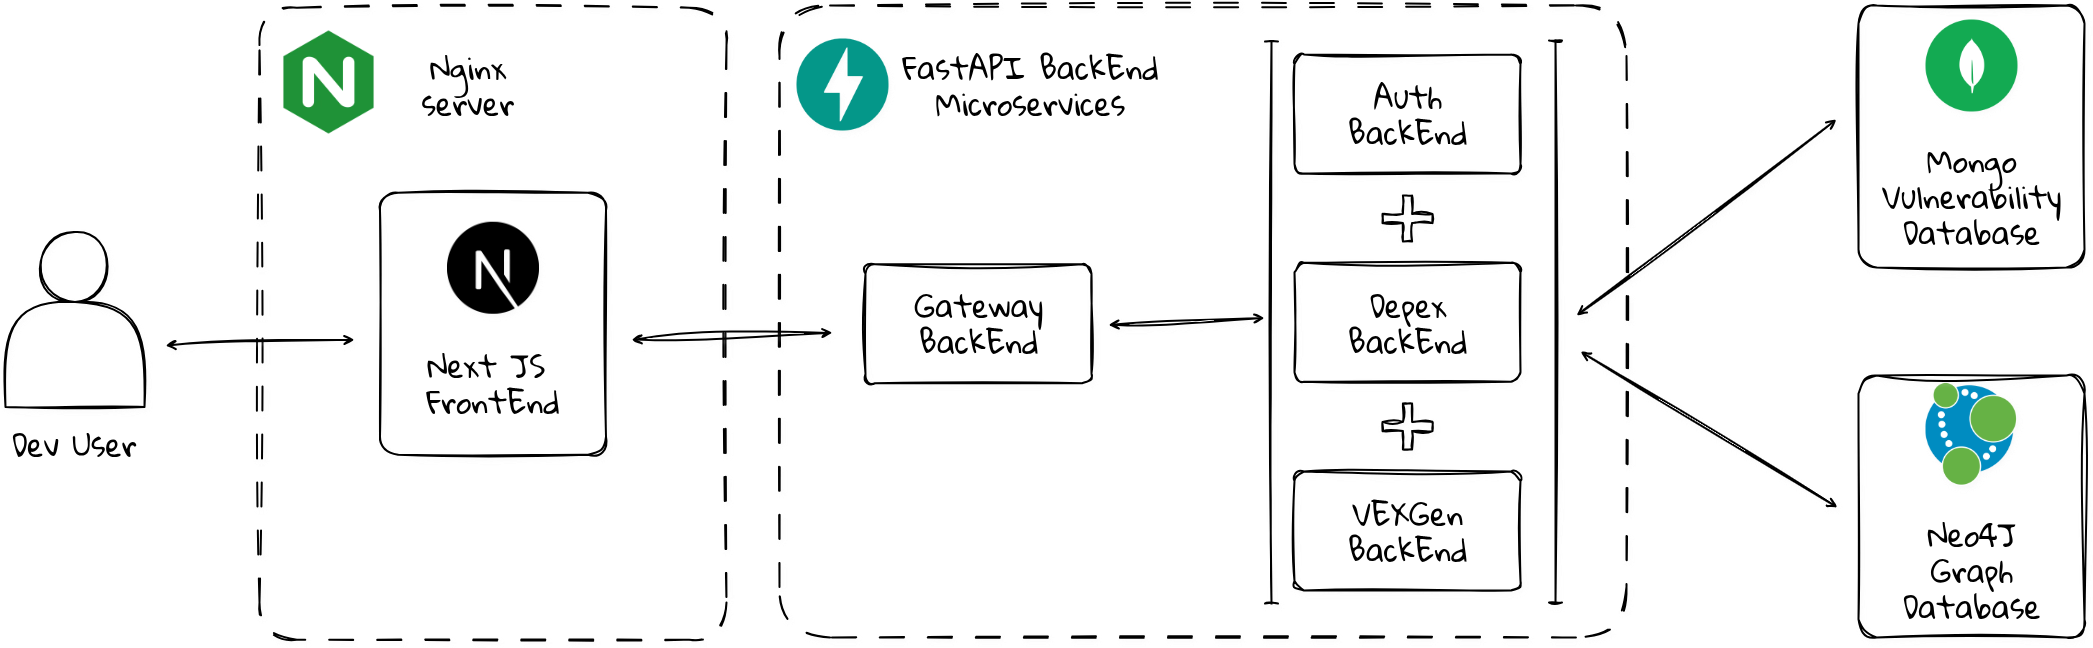 Nginx
server
FastAPI BackEnd
Microservices
Auth
BackEnd
Mongo
Vulnerability
Database
Next JS
FrontEnd
Gateway
BackEnd
Depex
BackEnd
Dev User
VEXGen
BackEnd
Neo4J
Graph
Database